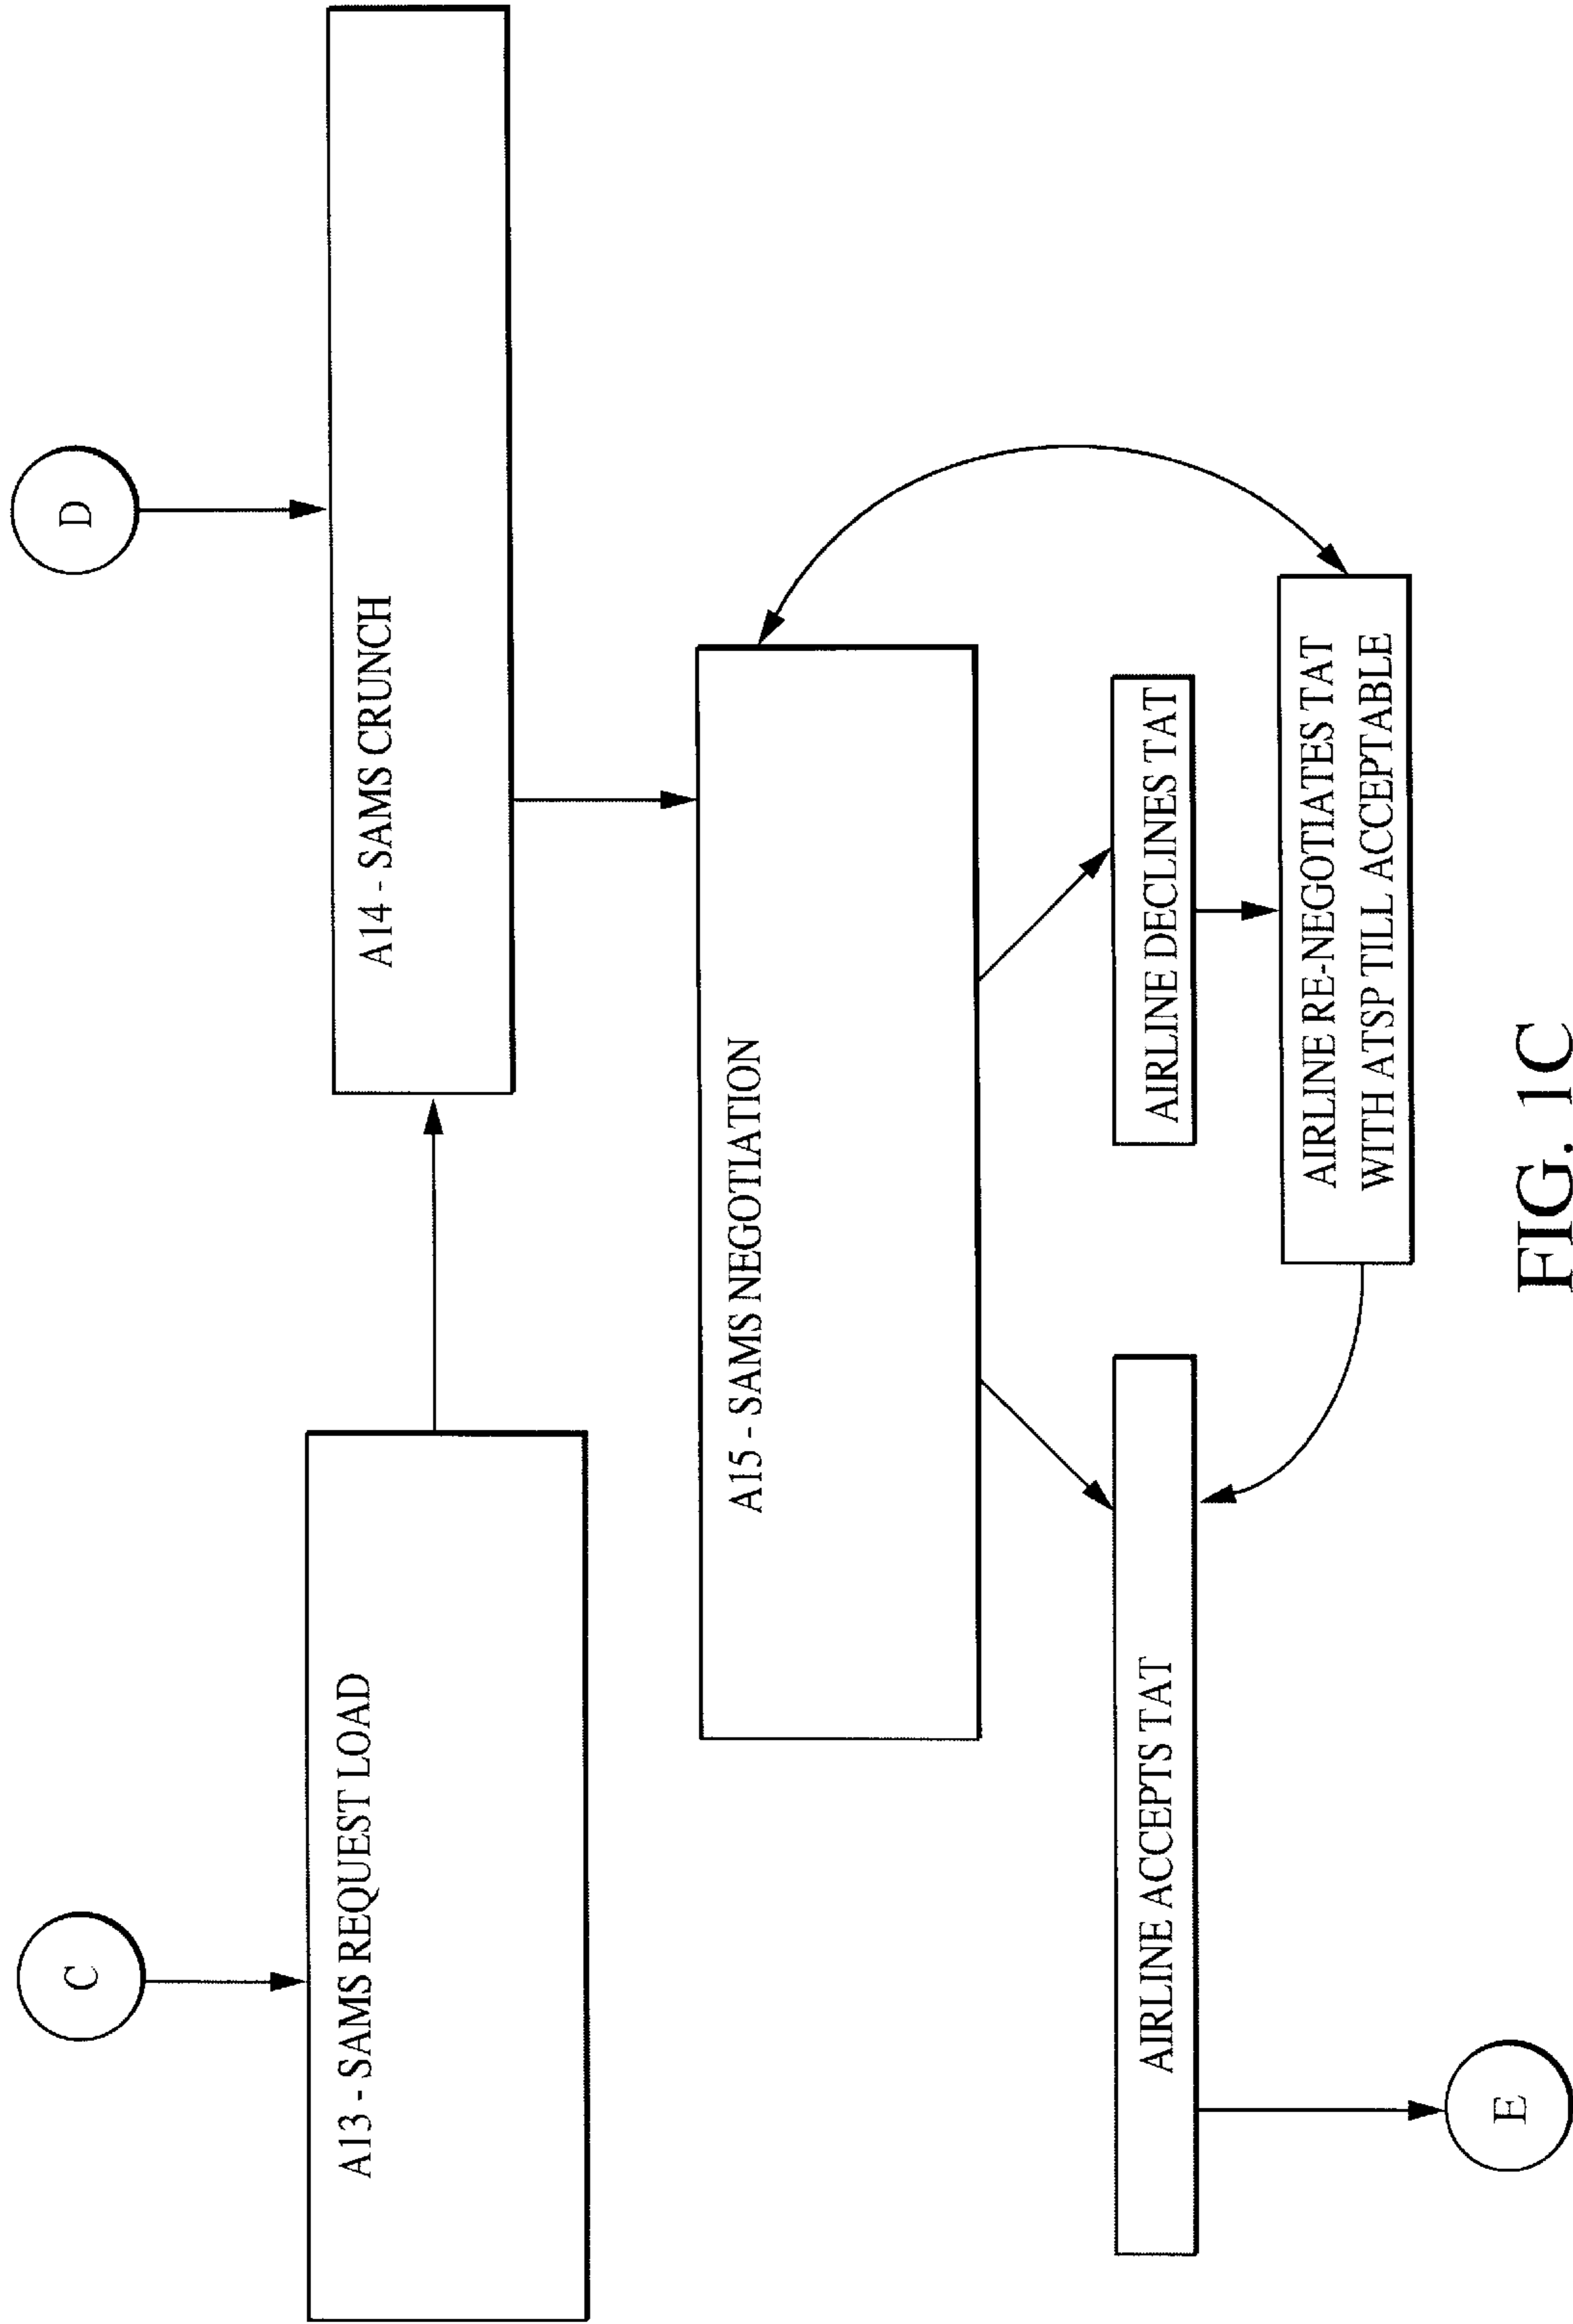 C
D
A13 - SAMS REQUEST LOAD
A14 - SAMS CRUNCH
A15 - SAMS NEGOTIATION
AIRLINE ACCEPTS TAT
AIRLINE DECLINES TAT
AIRLINE RE-NEGOTIATES TAT
WITH ATSP TILL ACCEPTABLE
E
FIG. 1C